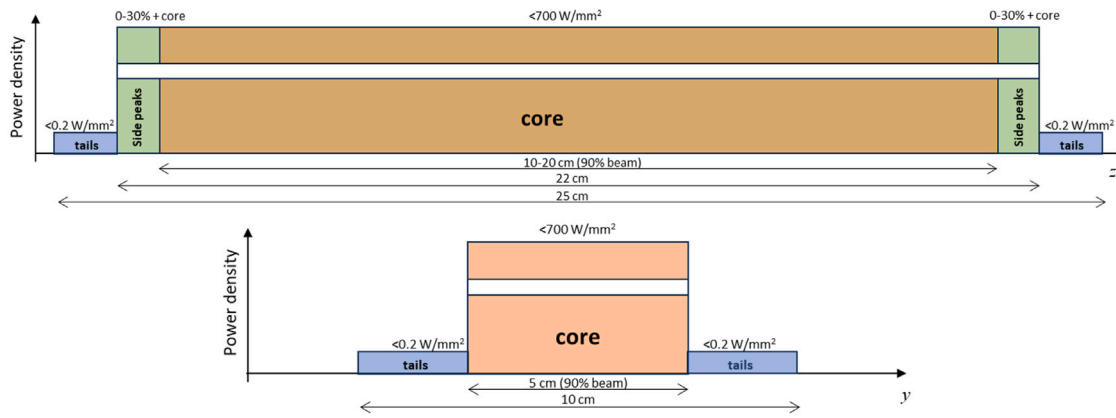 0-30% + core
<700 W/mm²
0-30% + core
Power density
Side peaks
core
Side peaks
<0.2 W/mm²
<0.2 W/mm²
tails
tails
10-20 cm (90% beam)
z
22 cm
25 cm
<700 W/mm²
Power density
core
<0.2 W/mm²
<0.2 W/mm²
tails
tails
5 cm (90% beam)
y
10 cm